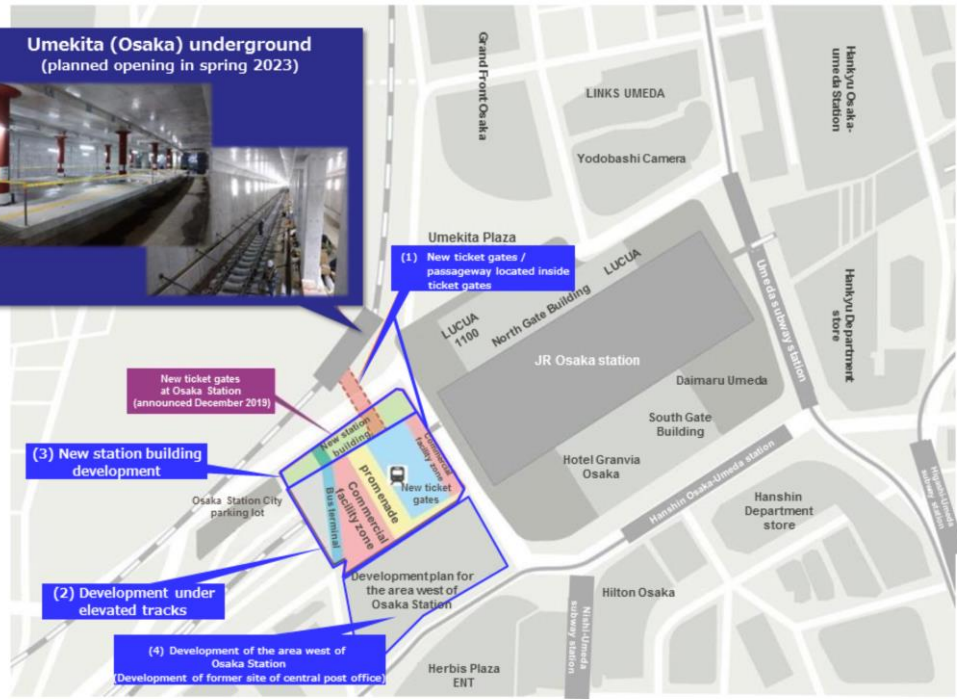 Umekita (Osaka) underground
(planned opening in spring 2023)
Grand Front Osaka
LINKS UMEDA
Yodobashi Camera
Hankyu Osaka-
umeda Station
Umekita Plaza
(1) New ticket gates /
passageway located inside
ticket gates
LUCUA
1100
North Gate Building
LUCUA
JR Osaka station
Umeda subway station
Hankyu Department
store
New ticket gates
at Osaka Station
(announced December 2019)
Daimaru Umeda
South Gate
Building
Hotel Granvia
Osaka
(3) New station building
development
New station
building
Commercial
facility zone
promenade
New ticket
gates
Commercial
facility zone
Bus terminal
Osaka Station City
parking lot
Hanshin Osaka-Umeda station
Hanshin
Department
store
Higashi-Umeda
subway station
(2) Development under
elevated tracks
Development plan for
the area west of
Osaka Station
Hilton Osaka
Nishi-Umeda
subway station
(4) Development of the area west of
Osaka Station
(Development of former site of central post office)
Herbis Plaza
ENT